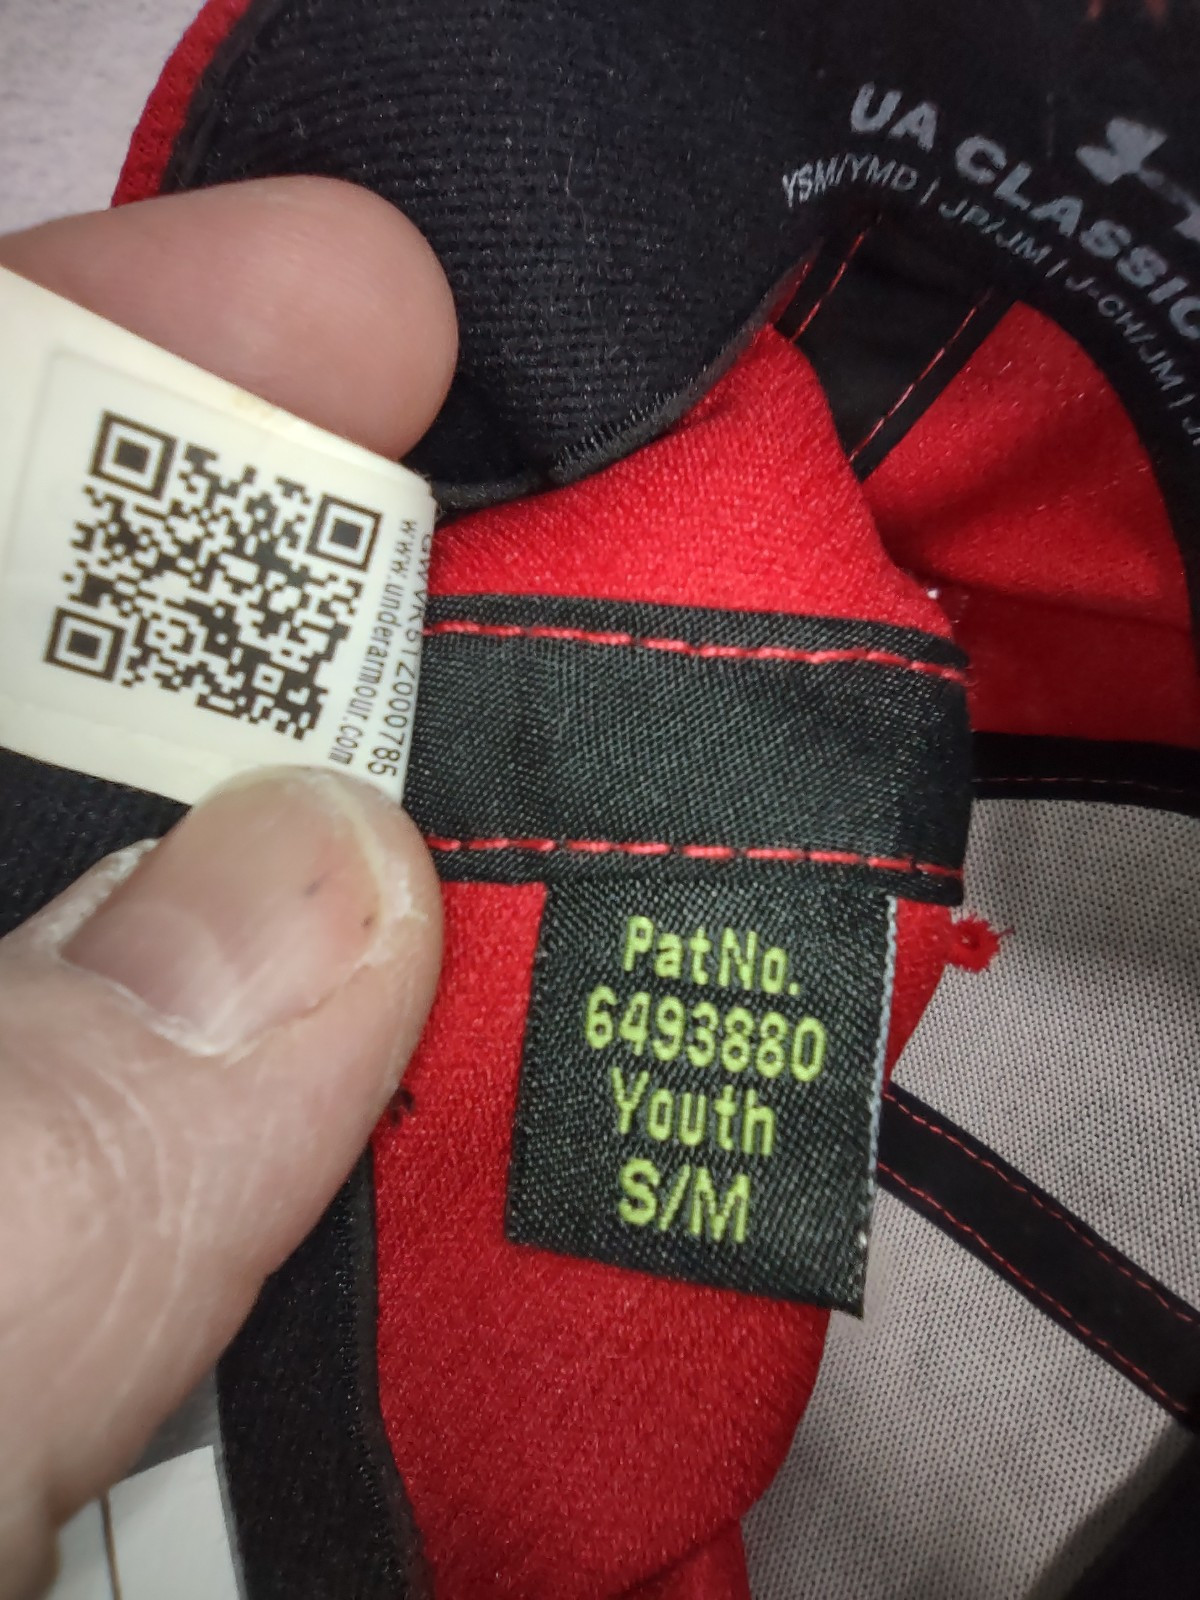 UA CLASSIC
YSM/YMD | JP/JM | J-CH/JM |
www.underarmour.com
Pat No.
6493880
Youth
S/M